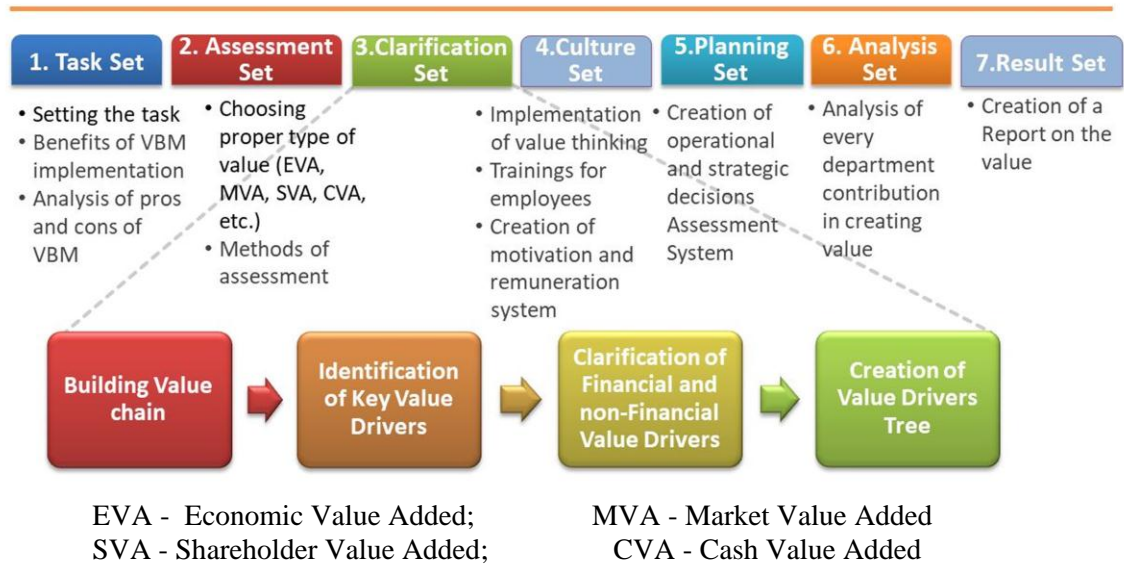 1. Task Set
2. Assessment
Set
3.Clarification
Set
4.Culture
Set
5.Planning
Set
6. Analysis
Set
7.Result Set
• Setting the task
• Benefits of VBM
implementation
• Analysis of pros
and cons of
VBM
• Choosing
proper type of
value (EVA,
MVA, SVA, CVA,
etc.)
• Methods of
assessment
• Implementation
of value thinking
• Trainings for
employees
• Creation of
motivation and
remuneration
system
• Creation of
operational
and strategic
decisions
Assessment
System
• Analysis of
every
department
contribution
in creating
value
• Creation of a
Report on the
value
Building Value
chain
Identification
of Key Value
Drivers
Clarification of
Financial and
non-Financial
Value Drivers
Creation of
Value Drivers
Tree
EVA - Economic Value Added; MVA - Market Value Added
SVA - Shareholder Value Added; CVA - Cash Value Added